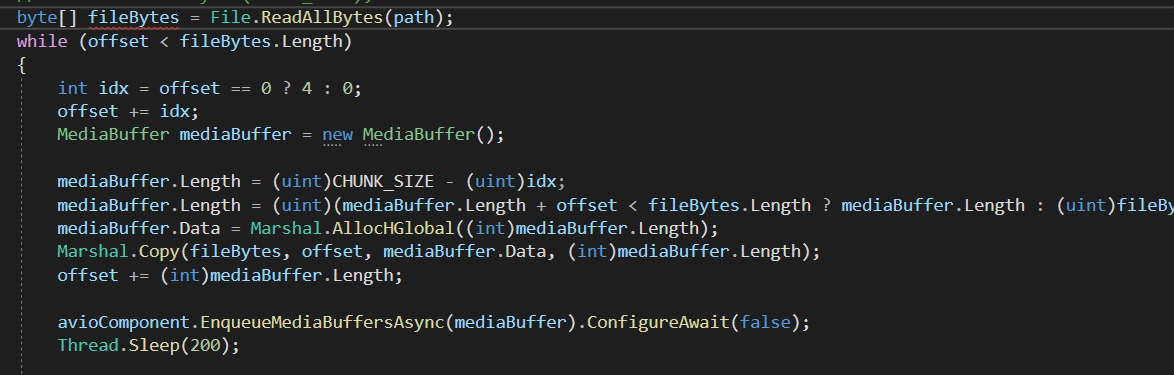 byte[] fileBytes = File.ReadAllBytes(path);
while (offset < fileBytes.Length)
{
int idx = offset == 0 ? 4 : 0;
offset += idx;
MediaBuffer mediaBuffer = new MediaBuffer();
mediaBuffer.Length = (uint)CHUNK_SIZE - (uint)idx;
mediaBuffer.Length = (uint)(mediaBuffer.Length + offset < fileBytes.Length ? mediaBuffer.Length : (uint)fileBy
mediaBuffer.Data = Marshal.AllocHGlobal((int)mediaBuffer.Length);
Marshal.Copy(fileBytes, offset, mediaBuffer.Data, (int)mediaBuffer.Length);
offset += (int)mediaBuffer.Length;
avioComponent.EnqueueMediaBuffersAsync(mediaBuffer).ConfigureAwait(false);
Thread.Sleep(200);